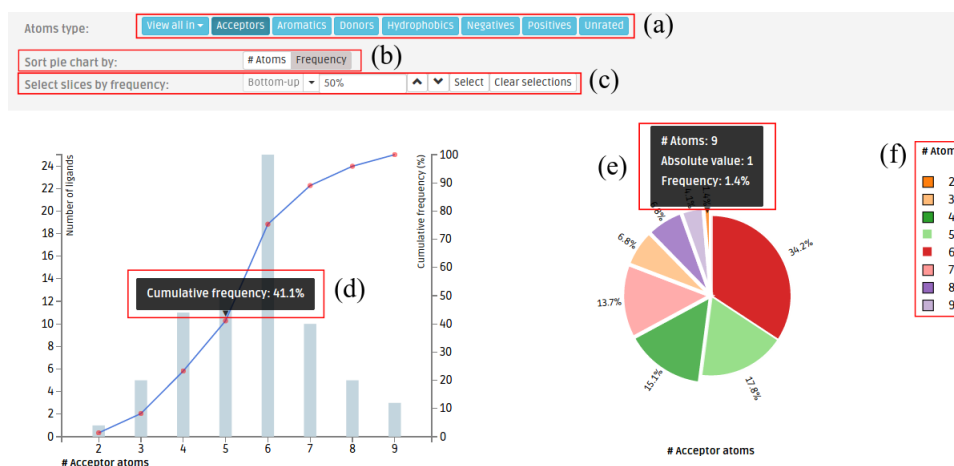 Atoms type:
View all in Acceptors Aromatics Donors Hydrophobics Negatives Positives Unrated
(a)
Sort pie chart by:
# Atoms Frequency
(b)
Select slices by frequency:
Bottom-up 50% Select Clear selections
(c)
Number of ligands
24
22
20
18
16
14
12
10
8
6
4
2
0
Cumulative frequency: 41.1%
(d)
100
90
80
70
60
50
40
30
20
10
0
Cumulative frequency (%)
2 3 4 5 6 7 8 9
# Acceptor atoms
(e)
# Atoms: 9
Absolute value: 1
Frequency: 1.4%
1.4%
4.1%
6.8%
6.8%
13.7%
15.1%
17.8%
34.2%
# Acceptor atoms
(f)
# Atom
2
3
4
5
6
7
8
9